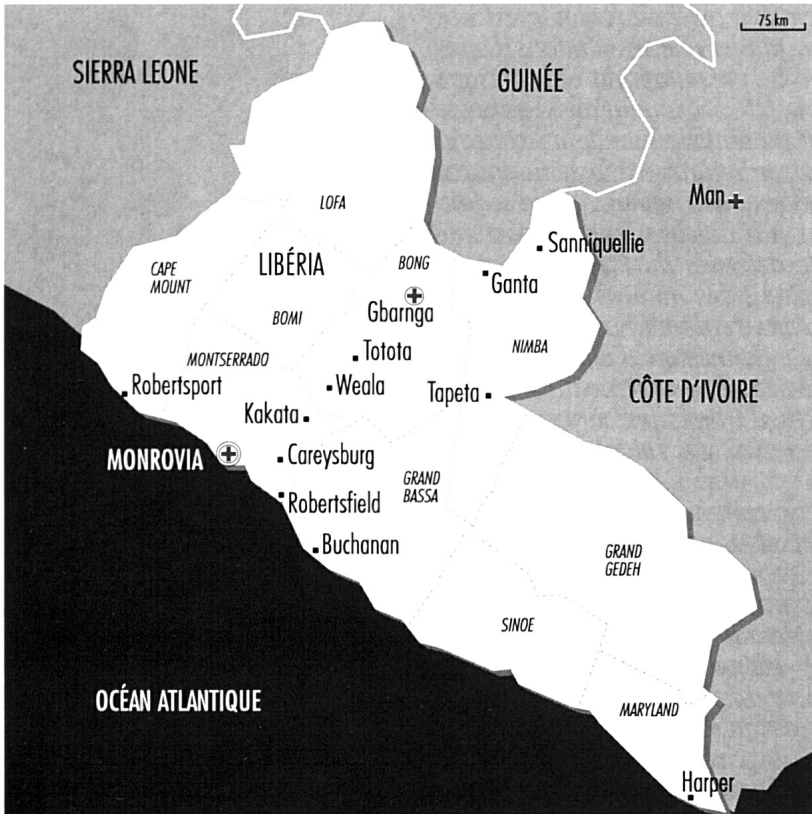 75 km
SIERRA LEONE
GUINÉE
Man
LOFA
Sanniquellie
LIBÉRIA
BONG
CAPE
MOUNT
Ganta
Gbarnga
BOMI
Totota
NIMBA
MONTSERRADO
Robertsport
Weala
Tapeta
CÔTE D'IVOIRE
Kakata
MONROVIA
Careysburg
GRAND
BASSA
Robertsfield
Buchanan
GRAND
GEDEH
SINOE
OCÉAN ATLANTIQUE
MARYLAND
Harper